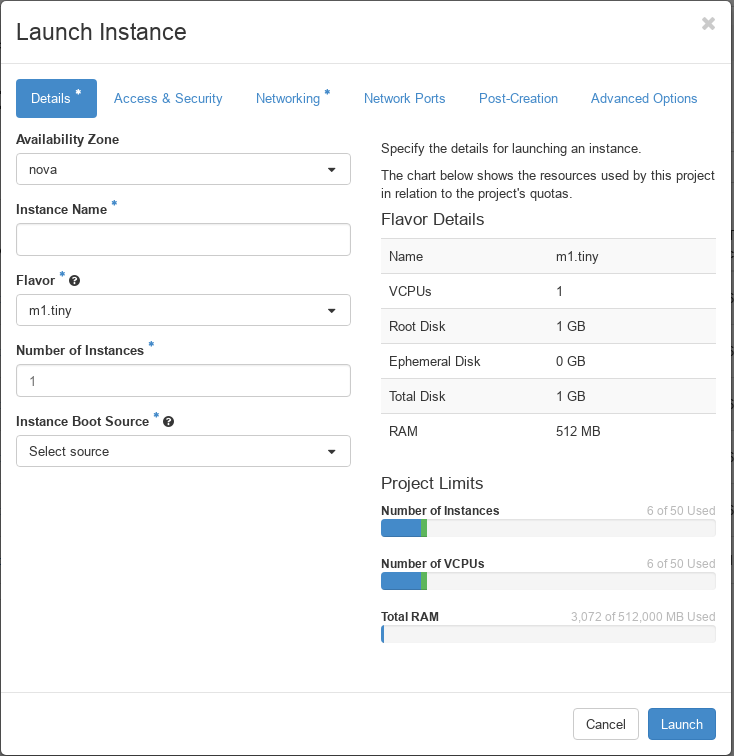 Launch Instance ×
Details * Access & Security Networking * Network Ports Post-Creation Advanced Options
Availability Zone
nova
Instance Name *
Flavor * ?
m1.tiny
Number of Instances *
1
Instance Boot Source * ?
Select source
Specify the details for launching an instance.
The chart below shows the resources used by this project
in relation to the project's quotas.
Flavor Details
Name m1.tiny
VCPUs 1
Root Disk 1 GB
Ephemeral Disk 0 GB
Total Disk 1 GB
RAM 512 MB
Project Limits
Number of Instances 6 of 50 Used
Number of VCPUs 6 of 50 Used
Total RAM 3,072 of 512,000 MB Used
Cancel Launch